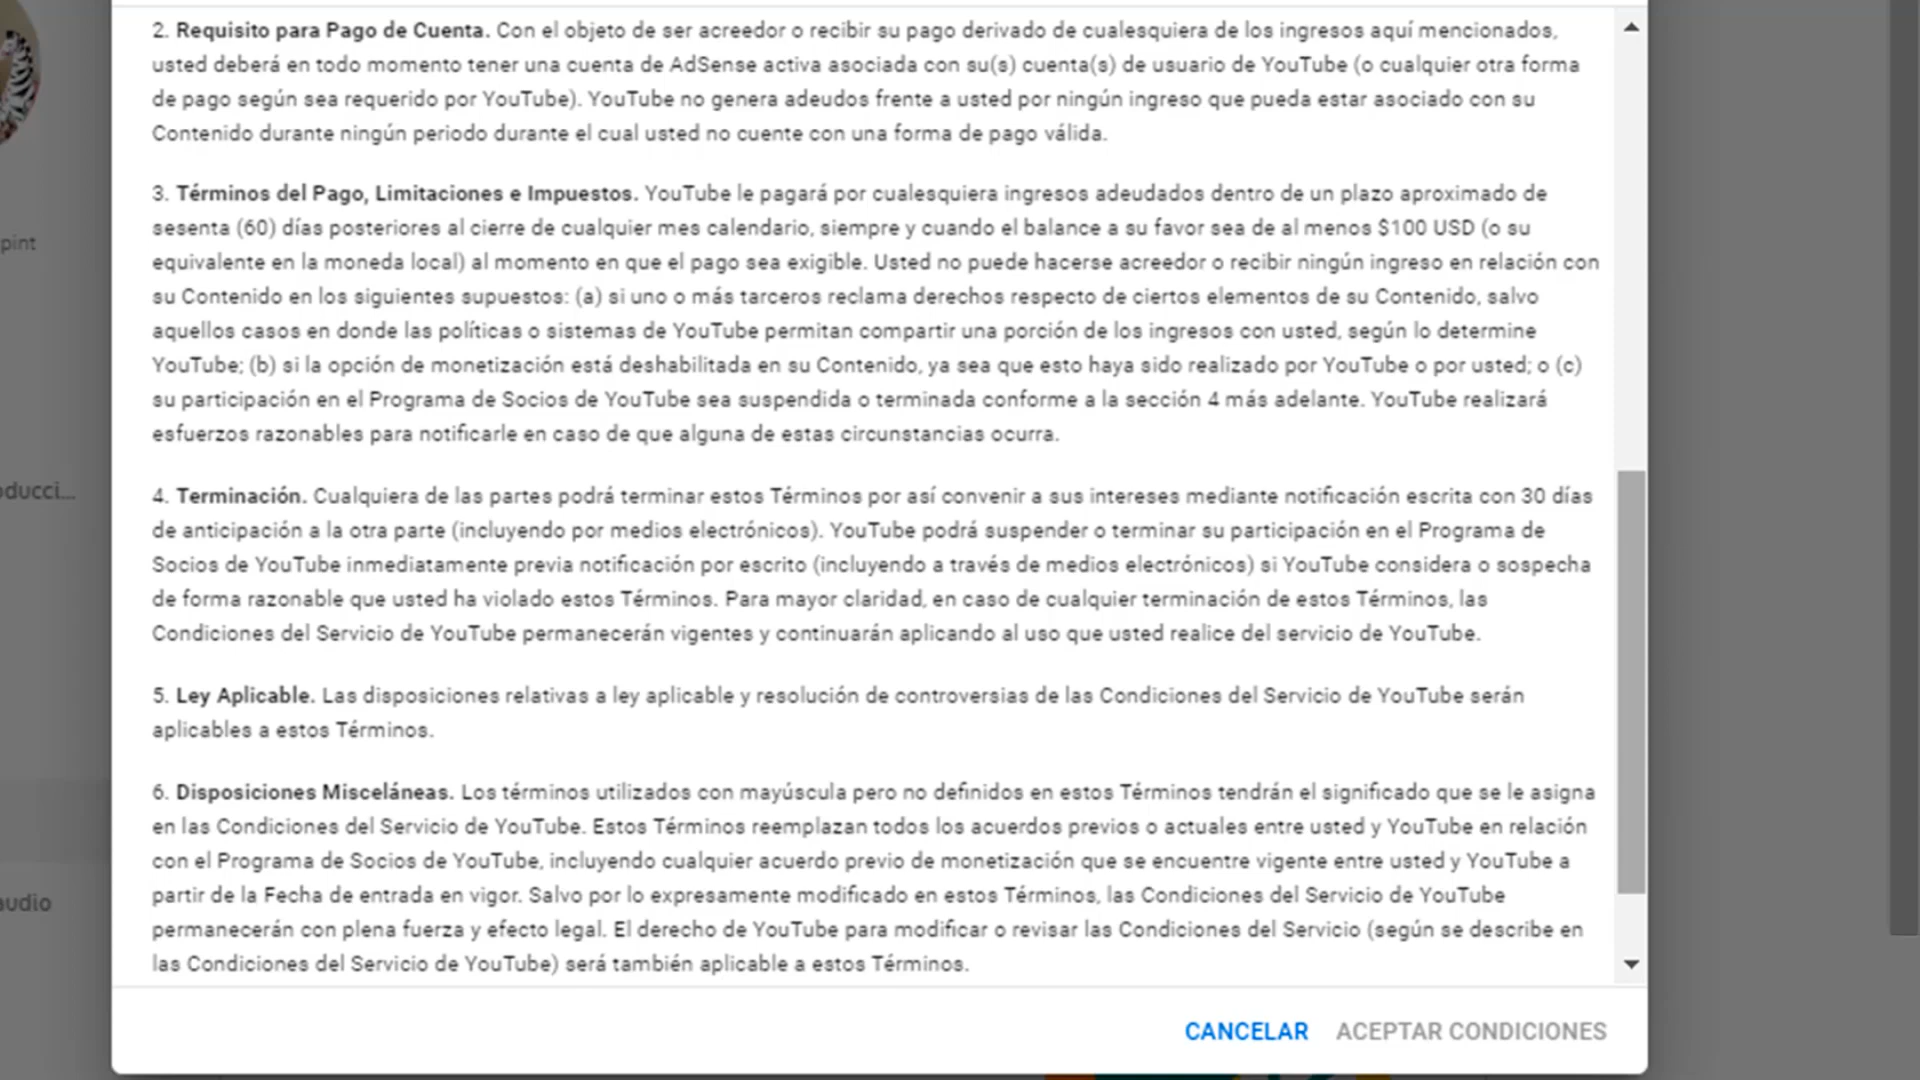 2. Requisito para Pago de Cuenta. Con el objeto de ser acreedor o recibir su pago derivado de cualesquiera de los ingresos aquí mencionados,
usted deberá en todo momento tener una cuenta de AdSense activa asociada con su(s) cuenta(s) de usuario de YouTube (o cualquier otra forma
de pago según sea requerido por YouTube). YouTube no genera adeudos frente a usted por ningún ingreso que pueda estar asociado con su
Contenido durante ningún periodo durante el cual usted no cuente con una forma de pago válida.
3. Términos del Pago, Limitaciones e Impuestos. YouTube le pagará por cualesquiera ingresos adeudados dentro de un plazo aproximado de
sesenta (60) días posteriores al cierre de cualquier mes calendario, siempre y cuando el balance a su favor sea de al menos $100 USD (o su
pint
equivalente en la moneda local) al momento en que el pago sea exigible. Usted no puede hacerse acreedor o recibir ningún ingreso en relación con
su Contenido en los siguientes supuestos: (a) si uno o más tarceros reclama derechos respecto de ciertos elementos de su Contenido, salvo
aquellos casos en donde las políticas o sistemas de YouTube permitan compartir una porción de los ingresos con usted, según lo determine
YouTube; (b) si la opción de monetización está deshabilitada en su Contenido, ya sea que esto haya sido realizado por YouTube o por usted; o (c)
su participación en el Programa de Socios de YouTube sea suspendida o terminada conforme a la sección 4 más adelante. YouTube realizará
esfuerzos razonables para notificarle en caso de que alguna de estas circunstancias ocurra.
oducci...
4. Terminación. Cualquiera de las partes podrá terminar estos Términos por así convenir a sus intereses mediante notificación escrita con 30 días
de anticipación a la otra parte (incluyendo por medios electrónicos). YouTube podrá suspender o terminar su participación en el Programa de
Socios de YouTube inmediatamente previa notificación por escrito (incluyendo a través de medios electrónicos) si YouTube considera o sospecha
de forma razonable que usted ha violado estos Términos. Para mayor claridad, en caso de cualquier terminación de estos Términos, las
Condiciones del Servicio de YouTube permanecerán vigentes y continuarán aplicando al uso que usted realice del servicio de YouTube.
5. Ley Aplicable. Las disposiciones relativas a ley aplicable y resolución de controversias de las Condiciones del Servicio de YouTube serán
aplicables a estos Términos.
6. Disposiciones Misceláneas. Los términos utilizados con mayúscula pero no definidos en estos Términos tendrán el significado que se le asigna
en las Condiciones del Servicio de YouTube. Estos Términos reemplazan todos los acuerdos previos o actuales entre usted y YouTube en relación
con el Programa de Socios de YouTube, incluyendo cualquier acuerdo previo de monetización que se encuentre vigente entre usted y YouTube a
partir de la Fecha de entrada en vigor. Salvo por lo expresamente modificado en estos Términos, las Condiciones del Servicio de YouTube
audio
permanecerán con plena fuerza y efecto legal. El derecho de YouTube para modificar o revisar las Condiciones del Servicio (según se describe en
las Condiciones del Servicio de YouTube) será también aplicable a estos Términos.
CANCELAR
ACEPTAR CONDICIONES